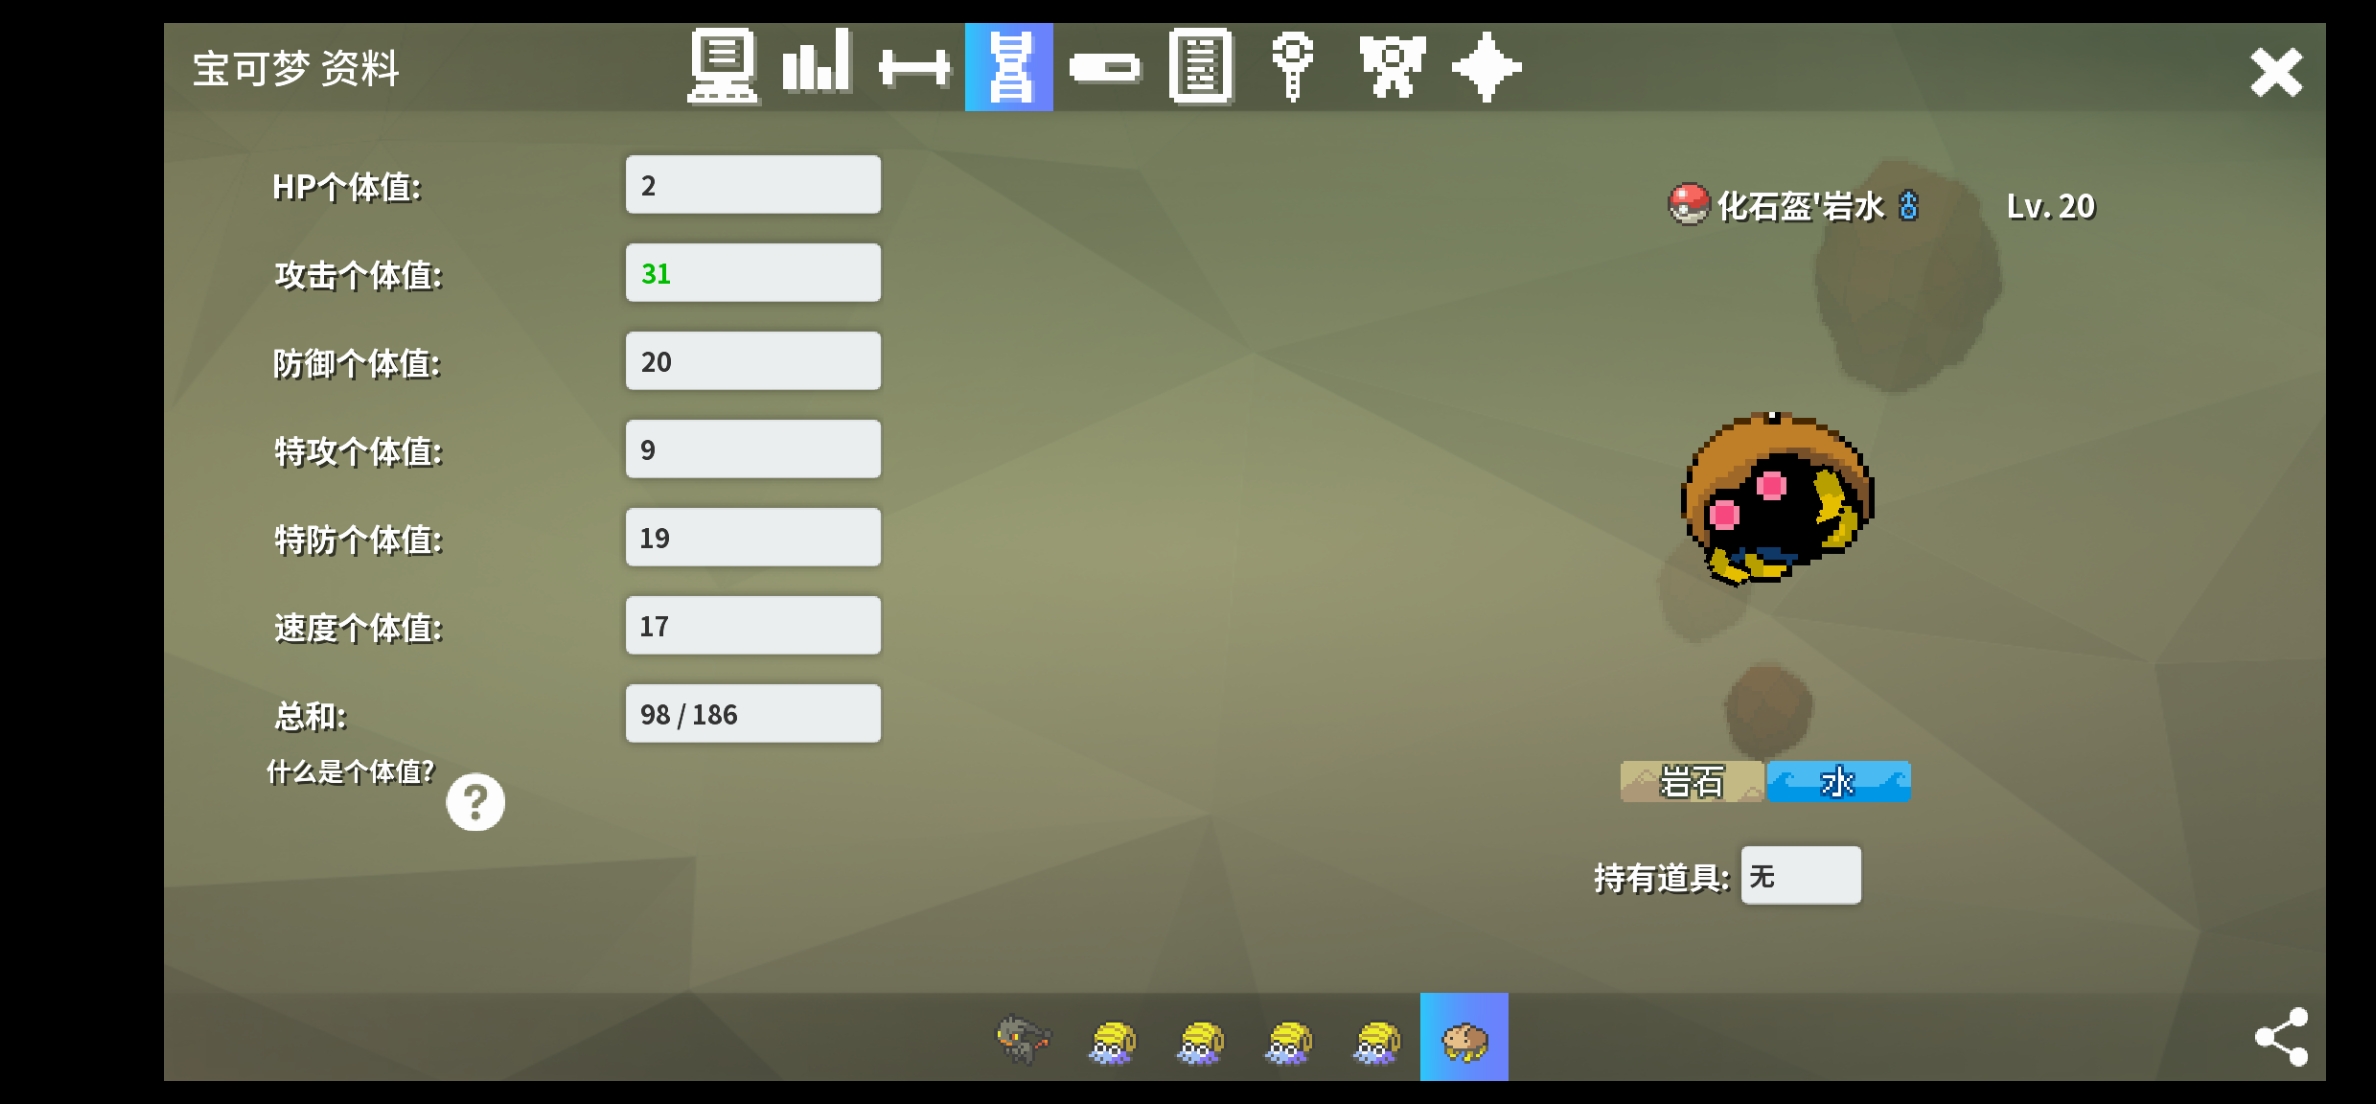 宝可梦 资料
HP个体值: 2
攻击个体值: 31
防御个体值: 20
特攻个体值: 9
特防个体值: 19
速度个体值: 17
总和: 98 / 186
什么是个体值?
?
化石盔'岩水 Lv. 20
岩石 水
持有道具: 无